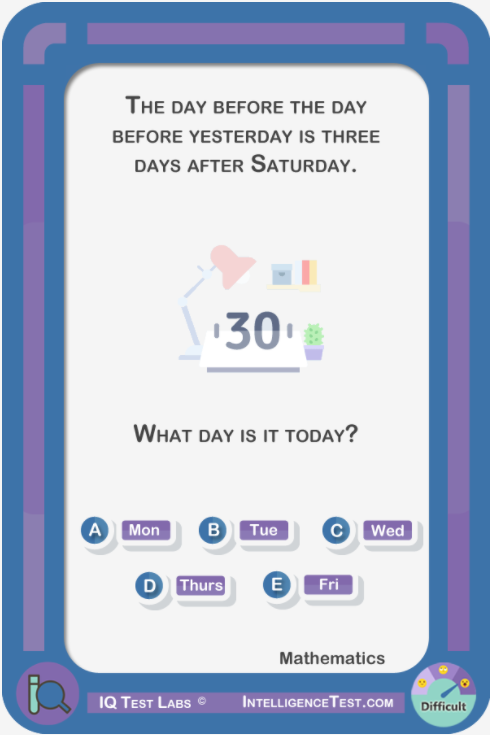 The day before the day
before yesterday is three
days after Saturday.
30
What day is it today?
A Mon B Tue C Wed
D Thurs E Fri
Mathematics
IQ Test Labs © IntelligenceTest.com
Difficult